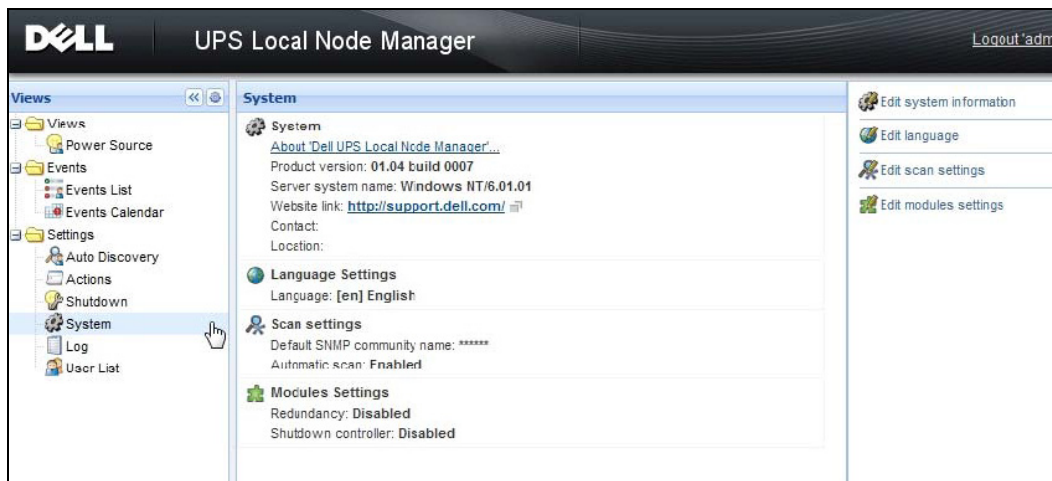 DELL
UPS Local Node Manager
Logout 'adm
Views
Views
Power Source
Events
Events List
Events Calendar
Settings
Auto Discovery
Actions
Shutdown
System
Log
User List
System
System
About 'Dell UPS Local Node Manager'...
Product version: 01.04 build 0007
Server system name: Windows NT/6.01.01
Website link: http://support.dell.com/
Contact:
Location:
Language Settings
Language: [en] English
Scan settings
Default SNMP community name: ******
Automatic scan: Enabled
Modules Settings
Redundancy: Disabled
Shutdown controller: Disabled
Edit system information
Edit language
Edit scan settings
Edit modules settings